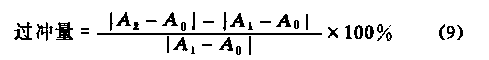 过冲量 = |A₂ − A₀| − |A₁ − A₀| / |A₁ − A₀| × 100% (9)